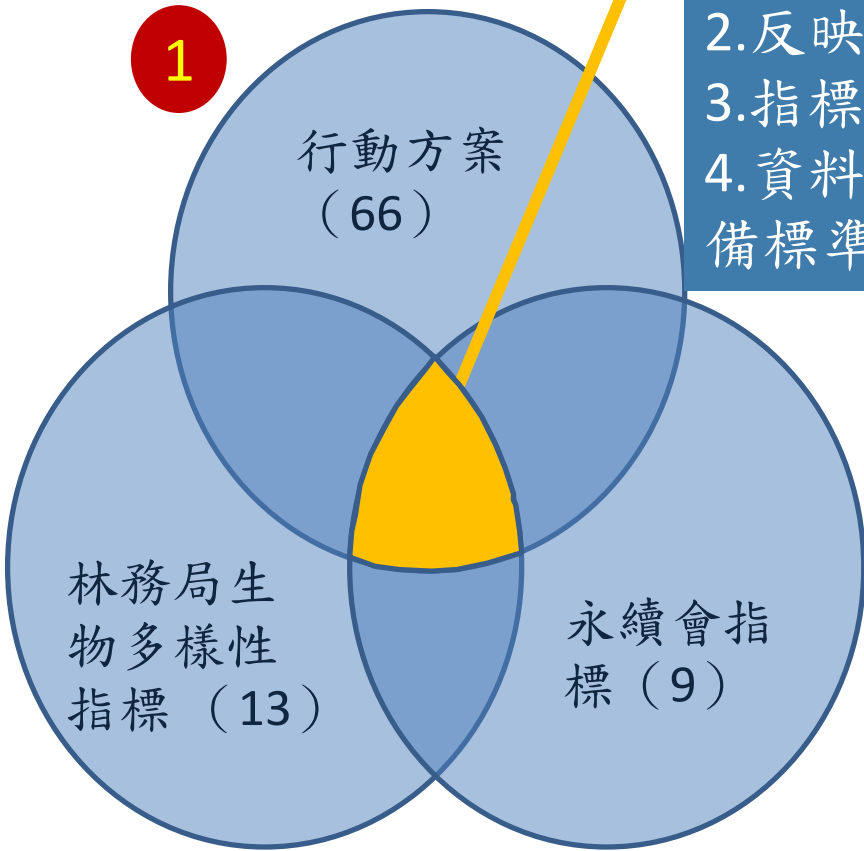 1
2.反映
3.指標
4.資料
備標準
行動方案
（66）
林務局生
物多樣性
指標（13）
永續會指
標（9）